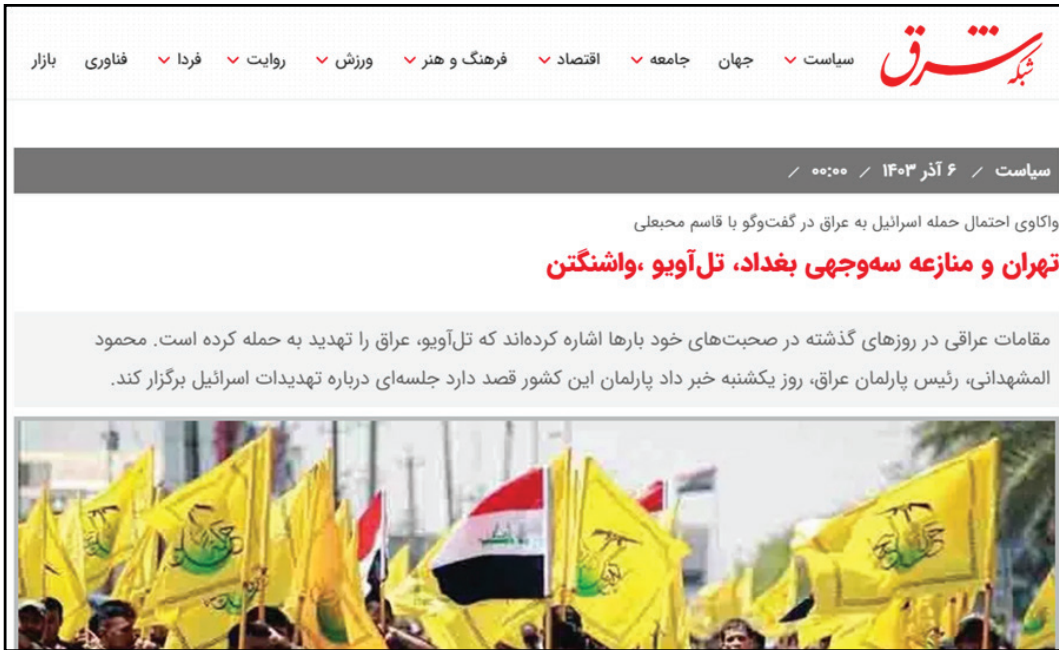 شبکه شرق
سیاست جهان جامعه اقتصاد فرهنگ و هنر ورزش روایت فردا فناوری بازار
سیاست / ۶ آذر ۱۴۰۳ / ۰۰:۰۰ /
واکاوی احتمال حمله اسرائیل به عراق در گفت‌وگو با قاسم محبعلی
تهران و منازعه سه‌وجهی بغداد، تل‌آویو ،واشنگتن
مقامات عراقی در روزهای گذشته در صحبت‌های خود بارها اشاره کرده‌اند که تل‌آویو، عراق را تهدید به حمله کرده است. محمود
المشهدانی، رئیس پارلمان عراق، روز یکشنبه خبر داد پارلمان این کشور قصد دارد جلسه‌ای درباره تهدیدات اسرائیل برگزار کند.